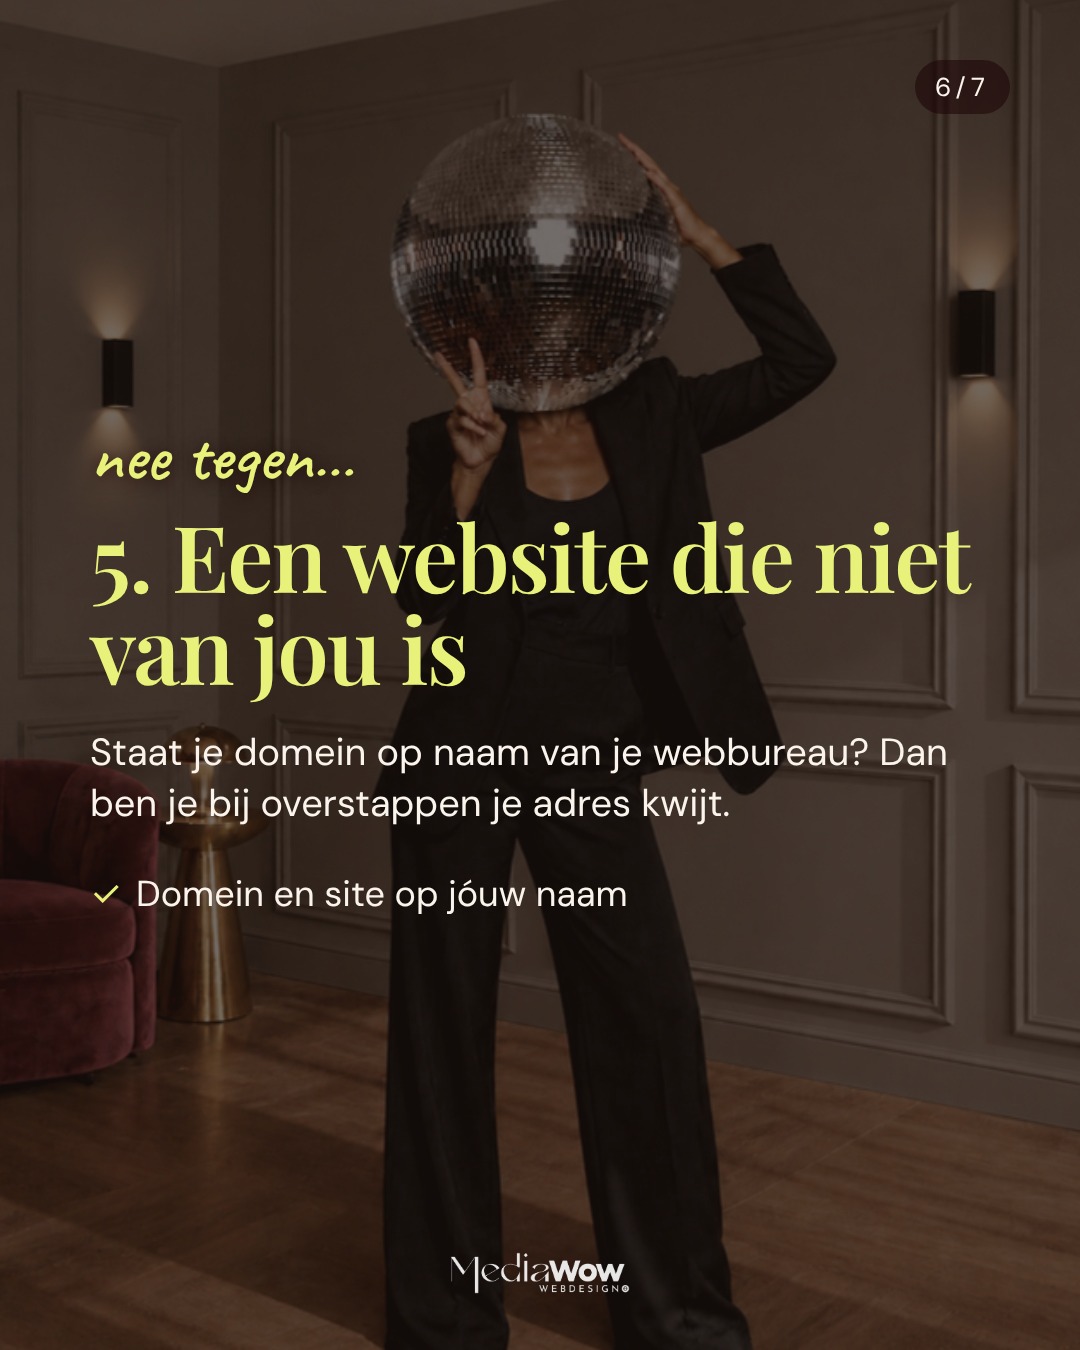 6/7
nee tegen...
5. Een website die niet
van jou is
Staat je domein op naam van je webbureau? Dan
ben je bij overstappen je adres kwijt.
✓ Domein en site op jóuw naam
MediaWow
WEBDESIGN